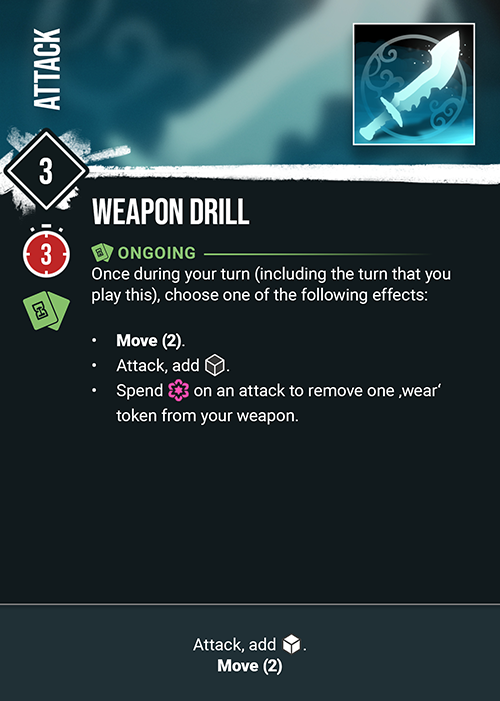 ATTACK
3
WEAPON DRILL
3
ONGOING
Once during your turn (including the turn that you
play this), choose one of the following effects:
• Move (2).
• Attack, add .
• Spend on an attack to remove one ‚wear‘
token from your weapon.
Attack, add .
Move (2)